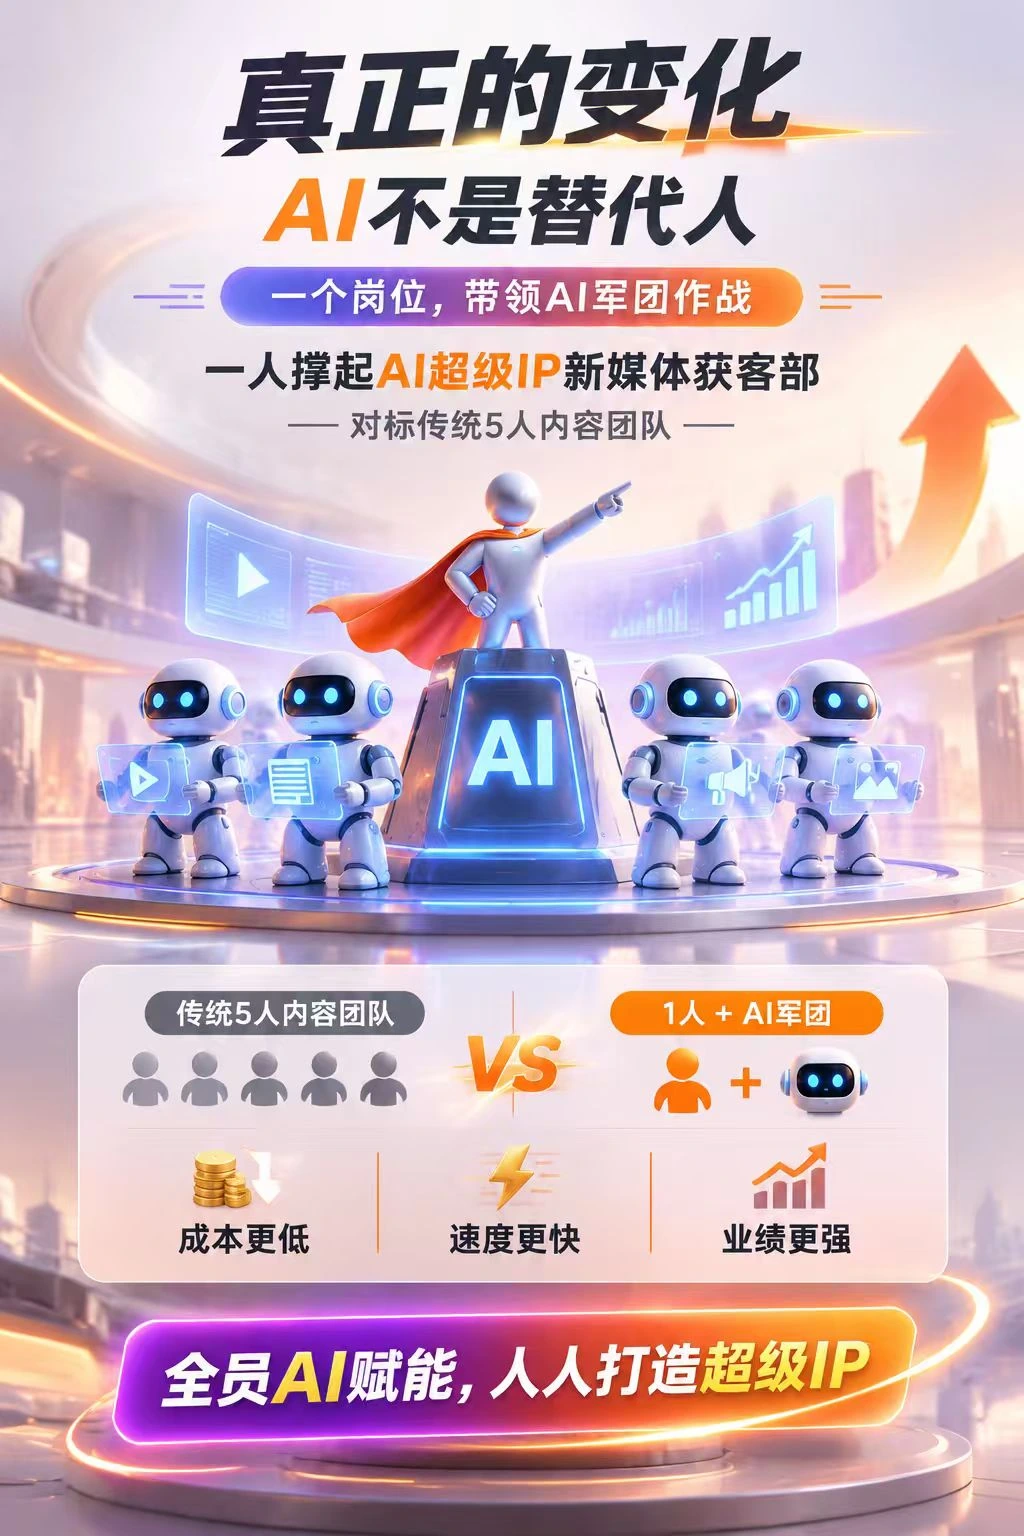 真正的变化
AI不是替代人
一个岗位，带领AI军团作战
一人撑起AI超级IP新媒体获客部
对标传统5人内容团队
AI
传统5人内容团队
VS
1人 + AI军团
成本更低
速度更快
业绩更强
全员AI赋能，人人打造超级IP